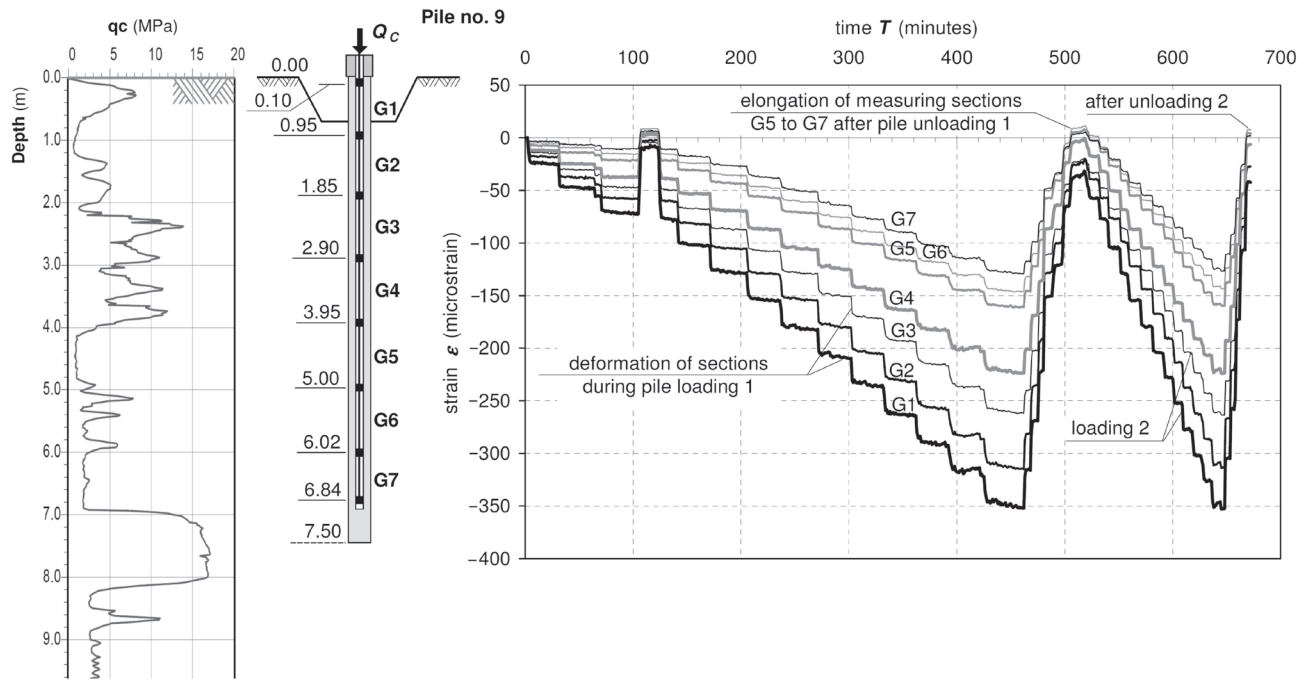 Pile no. 9
qc (MPa)
0 5 10 15 20
Depth (m)
0.0
1.0
2.0
3.0
4.0
5.0
6.0
7.0
8.0
9.0
Qc
0.00
0.10
0.95
1.85
2.90
3.95
5.00
6.02
6.84
7.50
G1
G2
G3
G4
G5
G6
G7
time T (minutes)
0 100 200 300 400 500 600 700
strain ε (microstrain)
50
0
−50
−100
−150
−200
−250
−300
−350
−400
elongation of measuring sections
G5 to G7 after pile unloading 1
after unloading 2
G7
G5 G6
G4
G3
G2
G1
deformation of sections
during pile loading 1
loading 2